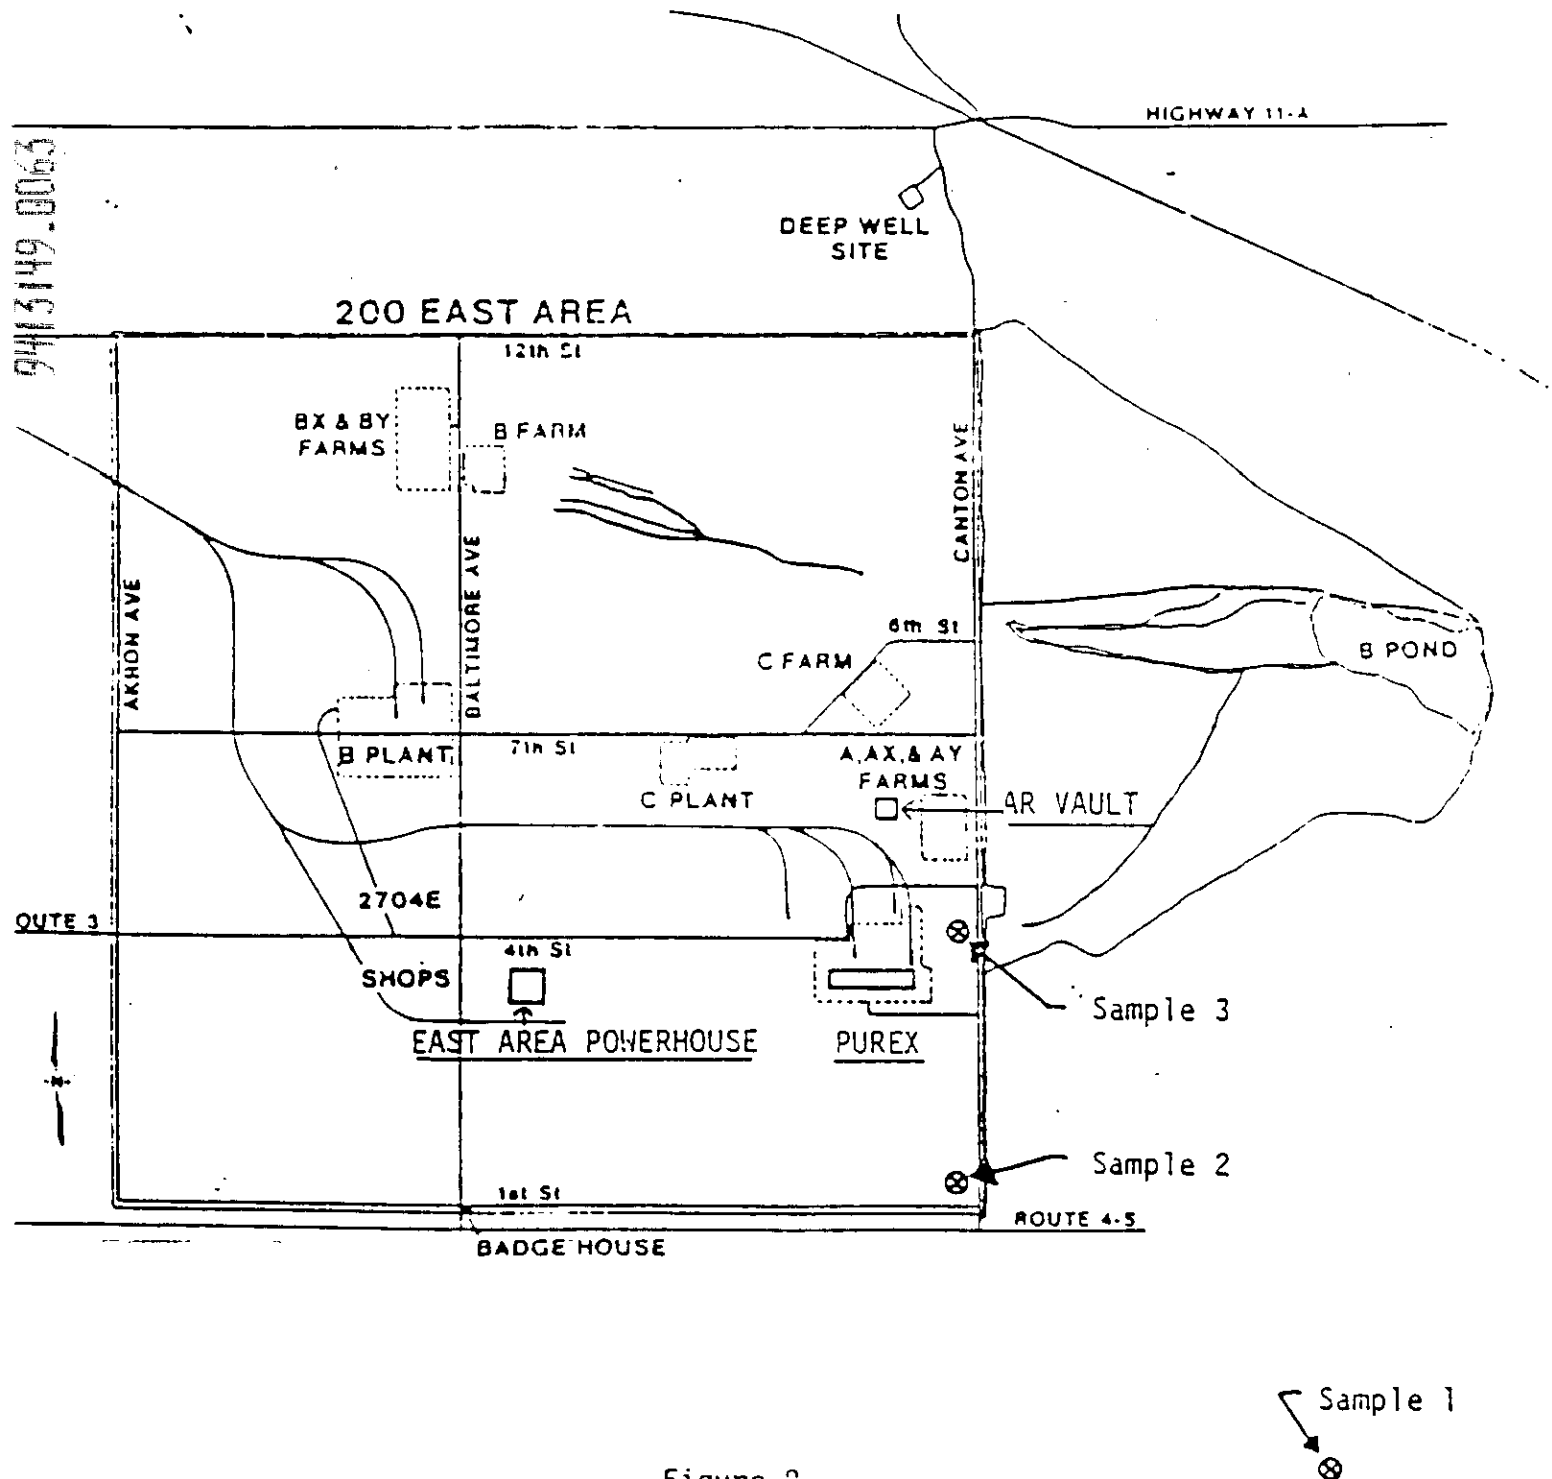 HIGHWAY 11-A
9413149.0063
DEEP WELL
SITE
200 EAST AREA
12th St
BX & BY
FARMS
B FARM
CANTON AVE
AKRON AVE
BALTIMORE AVE
6th St
C FARM
B POND
B PLANT
7th St
A,AX,& AY
FARMS
C PLANT
AR VAULT
2704E
OUTE 3
4th St
SHOPS
Sample 3
EAST AREA POWERHOUSE
PUREX
Sample 2
1st St
ROUTE 4-S
BADGE HOUSE
Sample 1
Figure 2